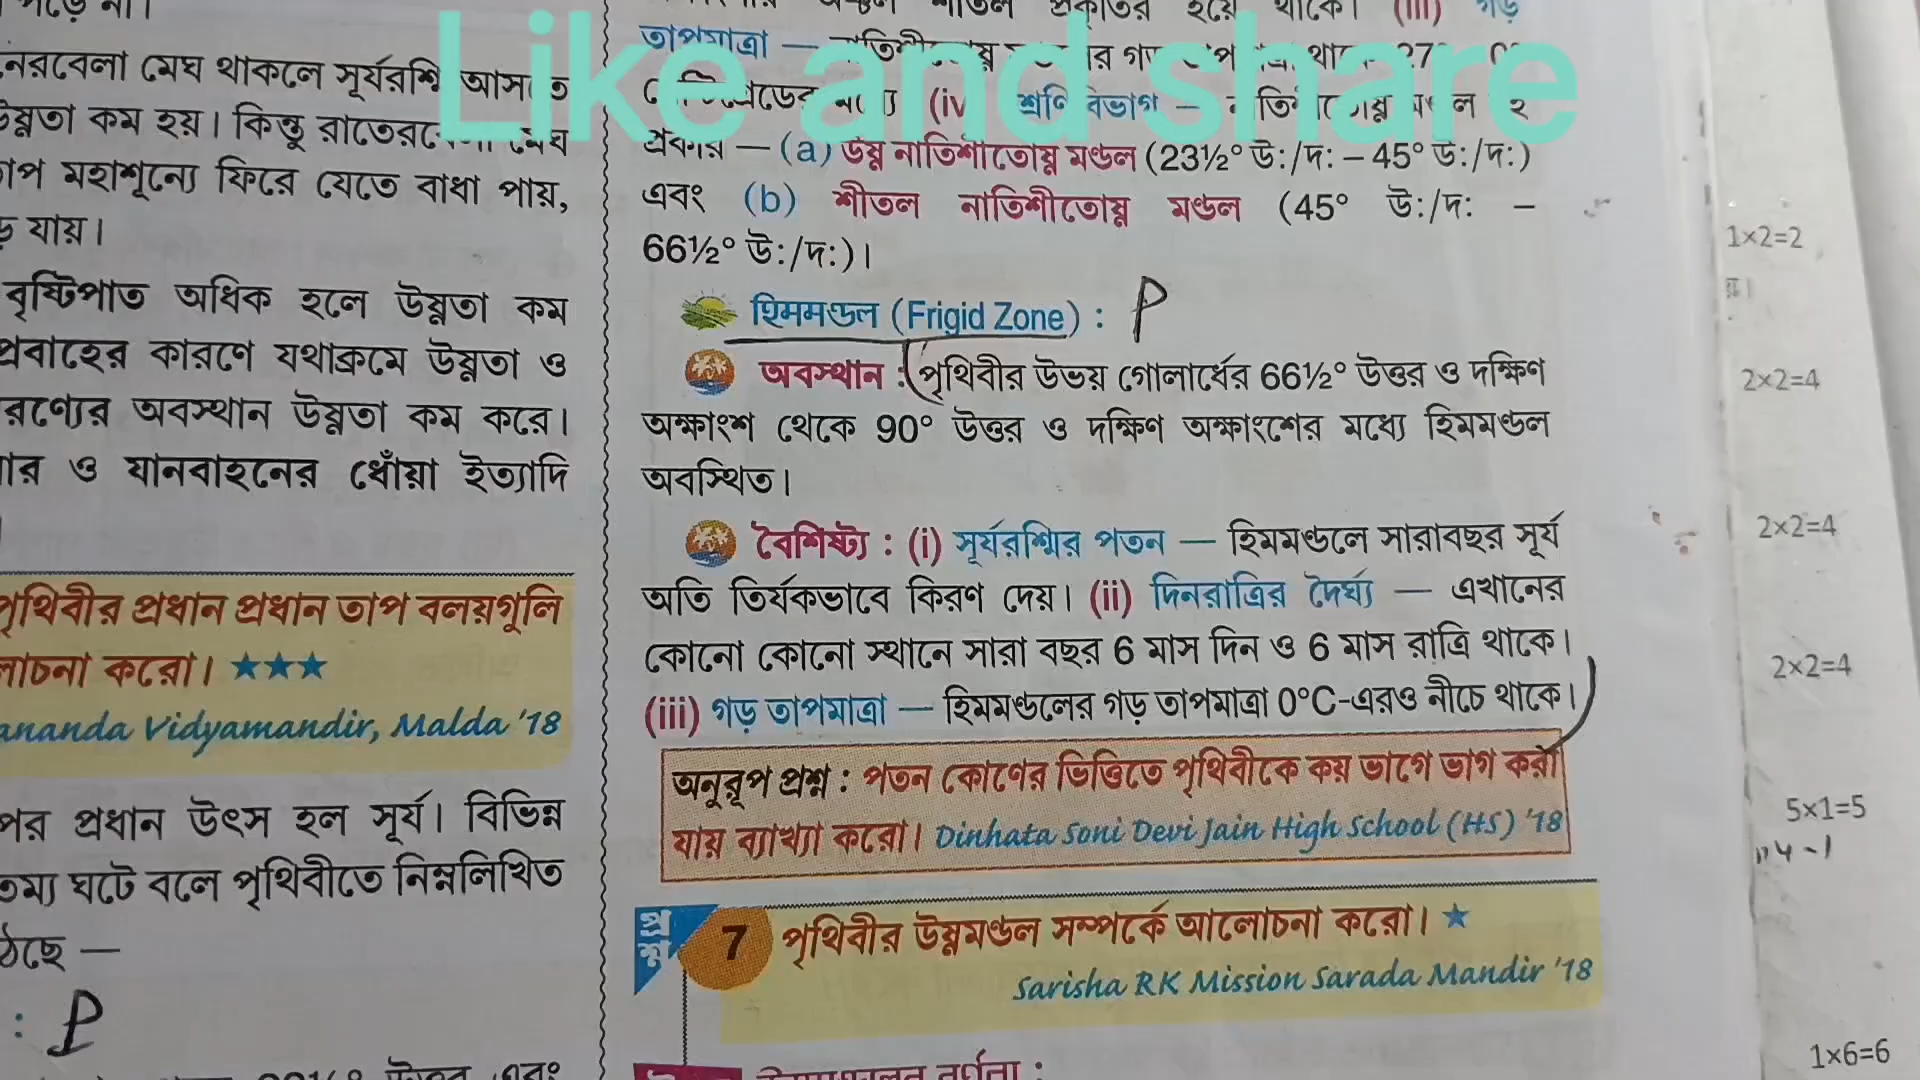 Like and share
পড়ে না।
মেঘ থাকলে সূর্যরশ্মি আসতে
উষ্ণতা কম হয়। কিন্তু মেঘ
মহাশূন্যে ফিরে যেতে বাধা পায়,
যায়।
বৃষ্টিপাত অধিক হলে উষ্ণতা কম
প্রবাহের কারণে যথাক্রমে উষ্ণতা ও
অবস্থান উষ্ণতা কম করে।
ও যানবাহনের ধোঁয়া ইত্যাদি
পৃথিবীর প্রধান প্রধান তাপ বলয়গুলি
করো। ★★★
Vidyamandir, Malda '18
প্রধান উৎস হল সূর্য। বিভিন্ন
ঘটে বলে পৃথিবীতে নিম্নলিখিত
—
: P
শীতল প্রকৃতির হয়ে থাকে। (iii) গড়
তাপমাত্রা —
শ্রেণিবিভাগ —
প্রকার — (a) উষ্ণ নাতিশীতোষ্ণ মণ্ডল (23½° উ:/দ: – 45° উ:/দ:)
এবং (b) শীতল নাতিশীতোষ্ণ মণ্ডল (45° উ:/দ: –
66½° উ:/দ:)।
হিমমণ্ডল (Frigid Zone) : P
অবস্থান : পৃথিবীর উভয় গোলার্ধের 66½° উত্তর ও দক্ষিণ
অক্ষাংশ থেকে 90° উত্তর ও দক্ষিণ অক্ষাংশের মধ্যে হিমমণ্ডল
অবস্থিত।
বৈশিষ্ট্য : (i) সূর্যরশ্মির পতন — হিমমণ্ডলে সারাবছর সূর্য
অতি তির্যকভাবে কিরণ দেয়। (ii) দিনরাত্রির দৈর্ঘ্য — এখানের
কোনো কোনো স্থানে সারা বছর 6 মাস দিন ও 6 মাস রাত্রি থাকে।
(iii) গড় তাপমাত্রা — হিমমণ্ডলের গড় তাপমাত্রা 0°C-এরও নীচে থাকে।
অনুরূপ প্রশ্ন : পতন কোণের ভিত্তিতে পৃথিবীকে কয় ভাগে ভাগ করা
যায় ব্যাখ্যা করো। Dinhata Soni Devi Jain High School (HS) '18
প্রশ্ন 7 পৃথিবীর উষ্ণমণ্ডল সম্পর্কে আলোচনা করো। ★
Sarisha RK Mission Sarada Mandir '18
1×2=2
2×2=4
2×2=4
2×2=4
5×1=5
1×6=6